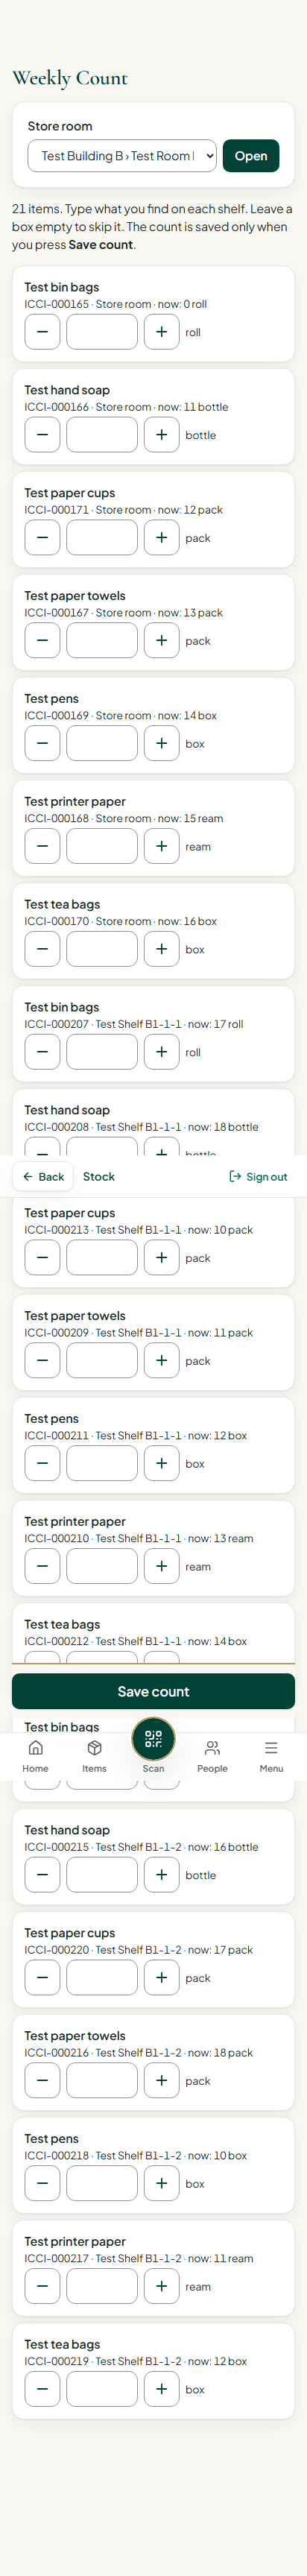 Weekly Count
Store room
Test Building B › Test Room
Open
21 items. Type what you find on each shelf. Leave a
box empty to skip it. The count is saved only when
you press Save count.
Test bin bags
ICCI-000165 · Store room · now: 0 roll
roll
Test hand soap
ICCI-000166 · Store room · now: 11 bottle
bottle
Test paper cups
ICCI-000171 · Store room · now: 12 pack
pack
Test paper towels
ICCI-000167 · Store room · now: 13 pack
pack
Test pens
ICCI-000169 · Store room · now: 14 box
box
Test printer paper
ICCI-000168 · Store room · now: 15 ream
ream
Test tea bags
ICCI-000170 · Store room · now: 16 box
box
Test bin bags
ICCI-000207 · Test Shelf B1-1-1 · now: 17 roll
roll
Test hand soap
ICCI-000208 · Test Shelf B1-1-1 · now: 18 bottle
bottle
Back
Stock
Sign out
Test paper cups
ICCI-000213 · Test Shelf B1-1-1 · now: 10 pack
pack
Test paper towels
ICCI-000209 · Test Shelf B1-1-1 · now: 11 pack
pack
Test pens
ICCI-000211 · Test Shelf B1-1-1 · now: 12 box
box
Test printer paper
ICCI-000210 · Test Shelf B1-1-1 · now: 13 ream
ream
Test tea bags
ICCI-000212 · Test Shelf B1-1-1 · now: 14 box
Save count
Test bin bags
Home
Items
Scan
People
Menu
Test hand soap
ICCI-000215 · Test Shelf B1-1-2 · now: 16 bottle
bottle
Test paper cups
ICCI-000220 · Test Shelf B1-1-2 · now: 17 pack
pack
Test paper towels
ICCI-000216 · Test Shelf B1-1-2 · now: 18 pack
pack
Test pens
ICCI-000218 · Test Shelf B1-1-2 · now: 10 box
box
Test printer paper
ICCI-000217 · Test Shelf B1-1-2 · now: 11 ream
ream
Test tea bags
ICCI-000219 · Test Shelf B1-1-2 · now: 12 box
box